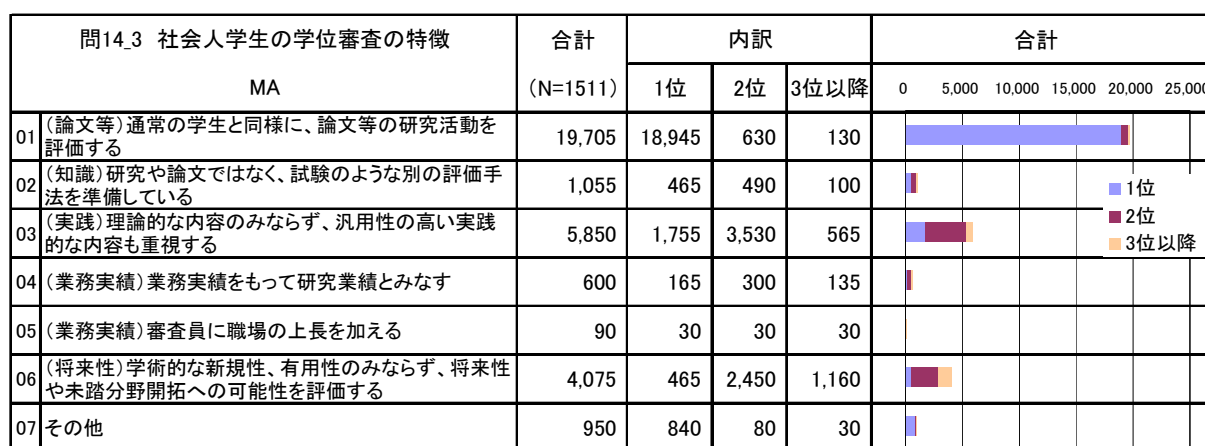 問14_3 社会人学生の学位審査の特徴 合計 内訳 合計
MA (N=1511) 1位 2位 3位以降 0 5,000 10,000 15,000 20,000 25,00
01 (論文等)通常の学生と同様に、論文等の研究活動を
評価する 19,705 18,945 630 130
02 (知識)研究や論文ではなく、試験のような別の評価手
法を準備している 1,055 465 490 100
03 (実践)理論的な内容のみならず、汎用性の高い実践
的な内容も重視する 5,850 1,755 3,530 565
04 (業務実績)業務実績をもって研究業績とみなす 600 165 300 135
05 (業務実績)審査員に職場の上長を加える 90 30 30 30
06 (将来性)学術的な新規性、有用性のみならず、将来性
や未踏分野開拓への可能性を評価する 4,075 465 2,450 1,160
07 その他 950 840 80 30
1位
2位
3位以降